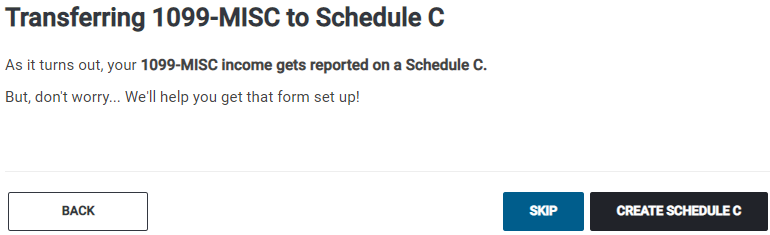 Transferring 1099-MISC to Schedule C
As it turns out, your 1099-MISC income gets reported on a Schedule C.
But, don't worry... We'll help you get that form set up!
BACK SKIP CREATE SCHEDULE C